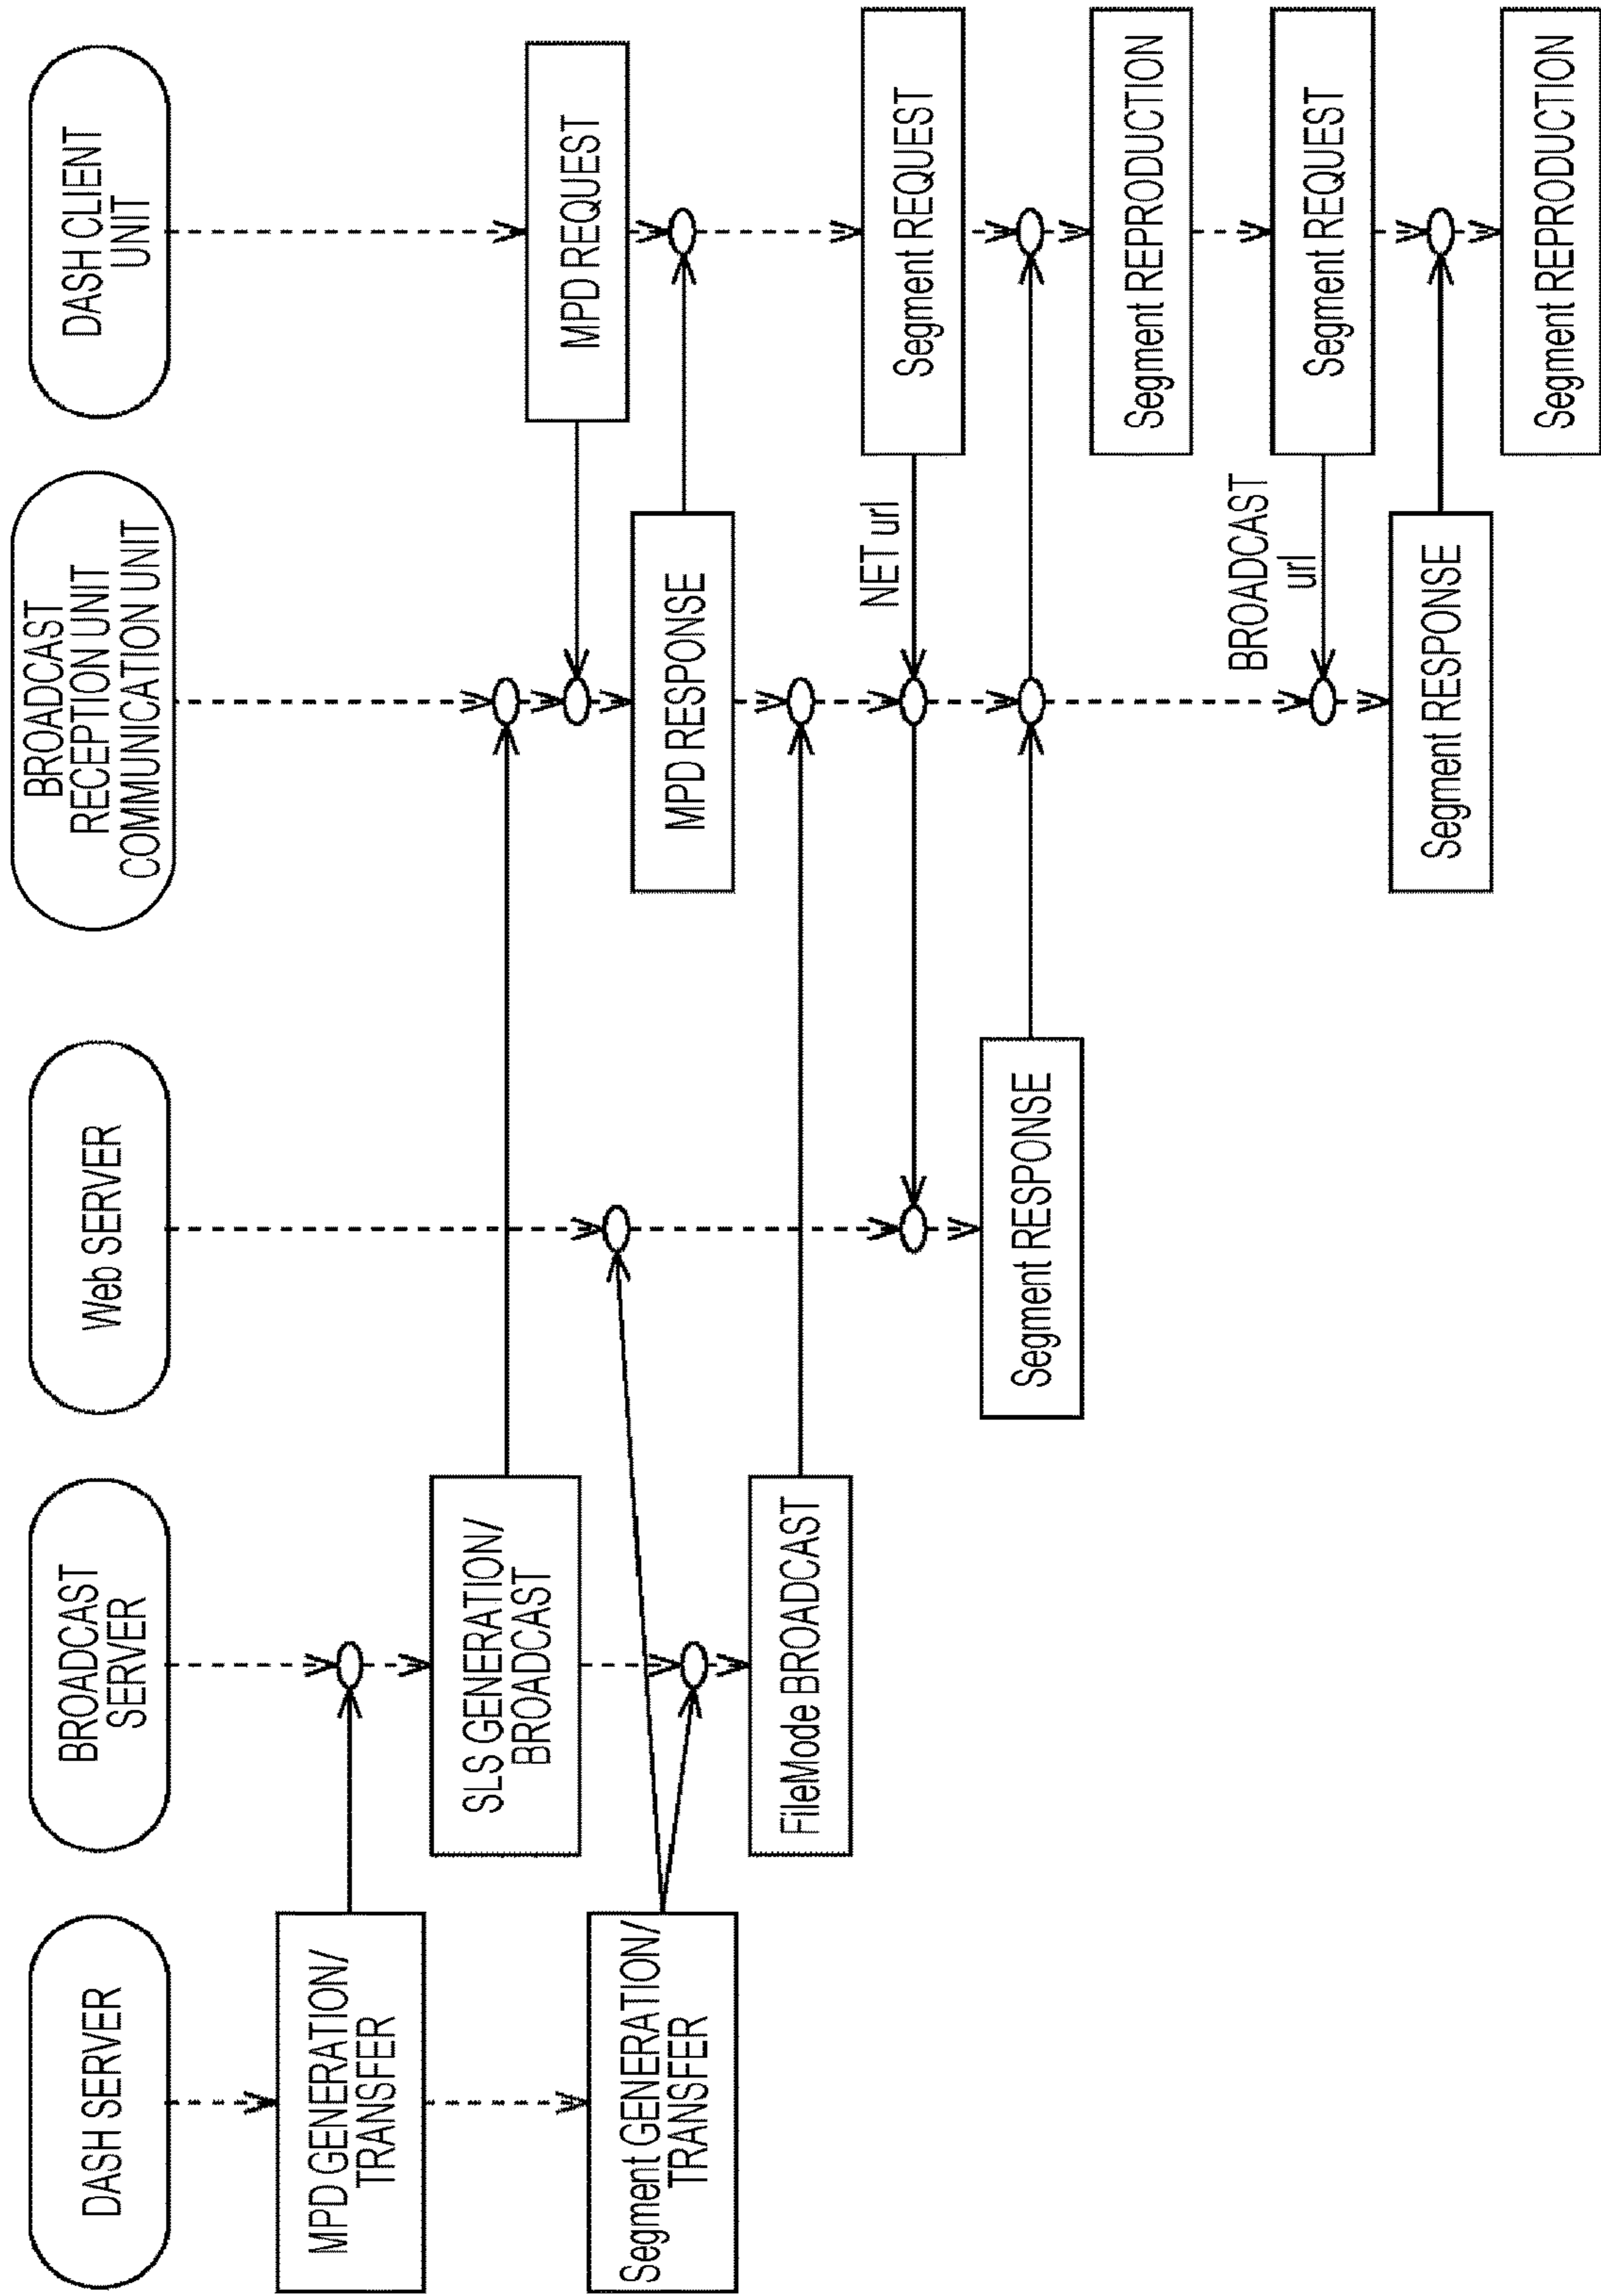 DASH SERVER
BROADCAST
SERVER
Web SERVER
BROADCAST
RECEPTION UNIT
COMMUNICATION UNIT
DASH CLIENT
UNIT
MPD GENERATION/
TRANSFER
SLS GENERATION/
BROADCAST
MPD REQUEST
Segment GENERATION/
TRANSFER
MPD RESPONSE
FileMode BROADCAST
NET url
Segment REQUEST
Segment RESPONSE
Segment REPRODUCTION
BROADCAST
url
Segment REQUEST
Segment RESPONSE
Segment REPRODUCTION